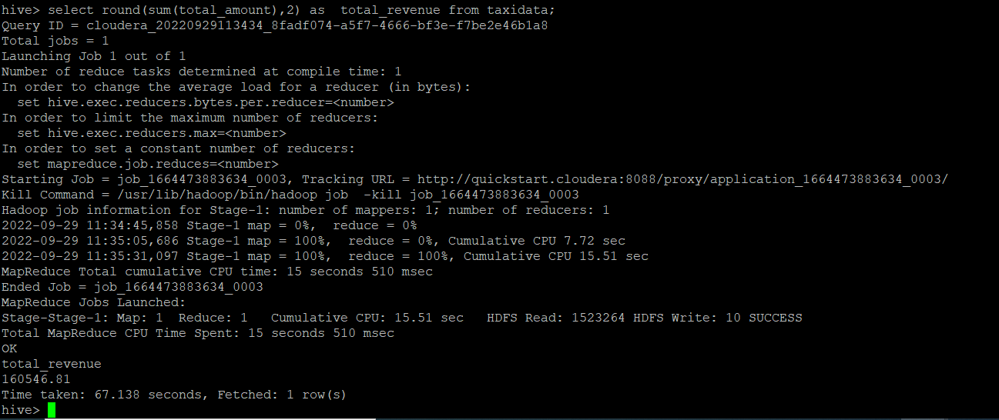 hive> select round(sum(total_amount),2) as  total_revenue from taxidata;
Query ID = cloudera_20220929113434_8fadf074-a5f7-4666-bf3e-f7be2e46b1a8
Total jobs = 1
Launching Job 1 out of 1
Number of reduce tasks determined at compile time: 1
In order to change the average load for a reducer (in bytes):
  set hive.exec.reducers.bytes.per.reducer=<number>
In order to limit the maximum number of reducers:
  set hive.exec.reducers.max=<number>
In order to set a constant number of reducers:
  set mapreduce.job.reduces=<number>
Starting Job = job_1664473883634_0003, Tracking URL = http://quickstart.cloudera:8088/proxy/application_1664473883634_0003/
Kill Command = /usr/lib/hadoop/bin/hadoop job  -kill job_1664473883634_0003
Hadoop job information for Stage-1: number of mappers: 1; number of reducers: 1
2022-09-29 11:34:45,858 Stage-1 map = 0%,  reduce = 0%
2022-09-29 11:35:05,686 Stage-1 map = 100%,  reduce = 0%, Cumulative CPU 7.72 sec
2022-09-29 11:35:31,097 Stage-1 map = 100%,  reduce = 100%, Cumulative CPU 15.51 sec
MapReduce Total cumulative CPU time: 15 seconds 510 msec
Ended Job = job_1664473883634_0003
MapReduce Jobs Launched:
Stage-Stage-1: Map: 1  Reduce: 1   Cumulative CPU: 15.51 sec   HDFS Read: 1523264 HDFS Write: 10 SUCCESS
Total MapReduce CPU Time Spent: 15 seconds 510 msec
OK
total_revenue
160546.81
Time taken: 67.138 seconds, Fetched: 1 row(s)
hive>